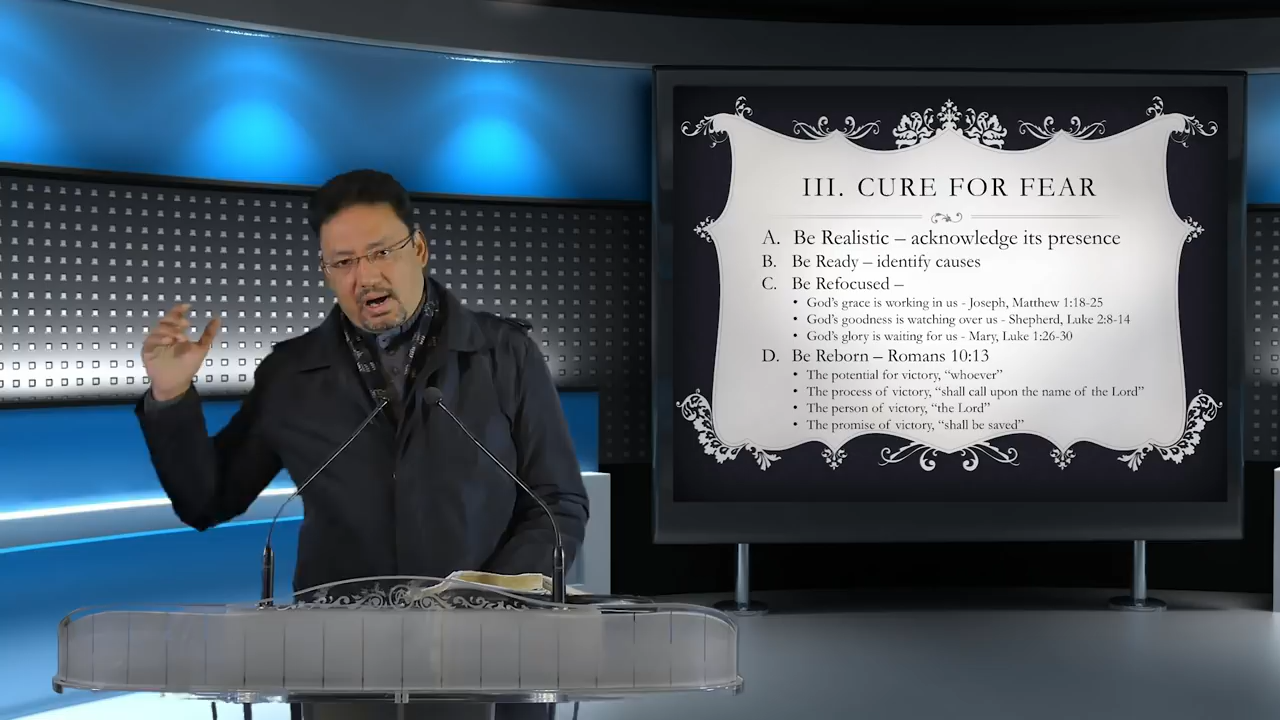 III. CURE FOR FEAR
A. Be Realistic – acknowledge its presence
B. Be Ready – identify causes
C. Be Refocused –
• God's grace is working in us - Joseph, Matthew 1:18-25
• God's goodness is watching over us - Shepherd, Luke 2:8-14
• God's glory is waiting for us - Mary, Luke 1:26-30
D. Be Reborn – Romans 10:13
• The potential for victory, “whoever”
• The process of victory, “shall call upon the name of the Lord”
• The person of victory, “the Lord”
• The promise of victory, “shall be saved”